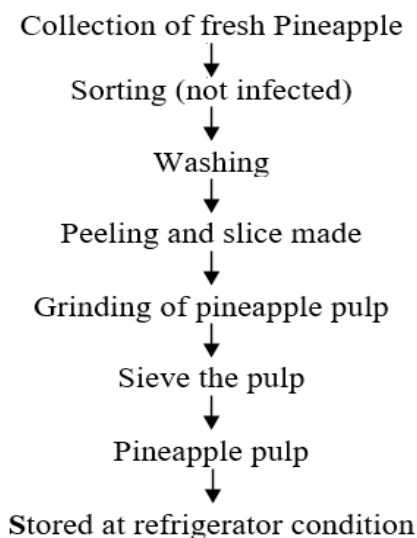 Collection of fresh Pineapple
Sorting (not infected)
Washing
Peeling and slice made
Grinding of pineapple pulp
Sieve the pulp
Pineapple pulp
Stored at refrigerator condition